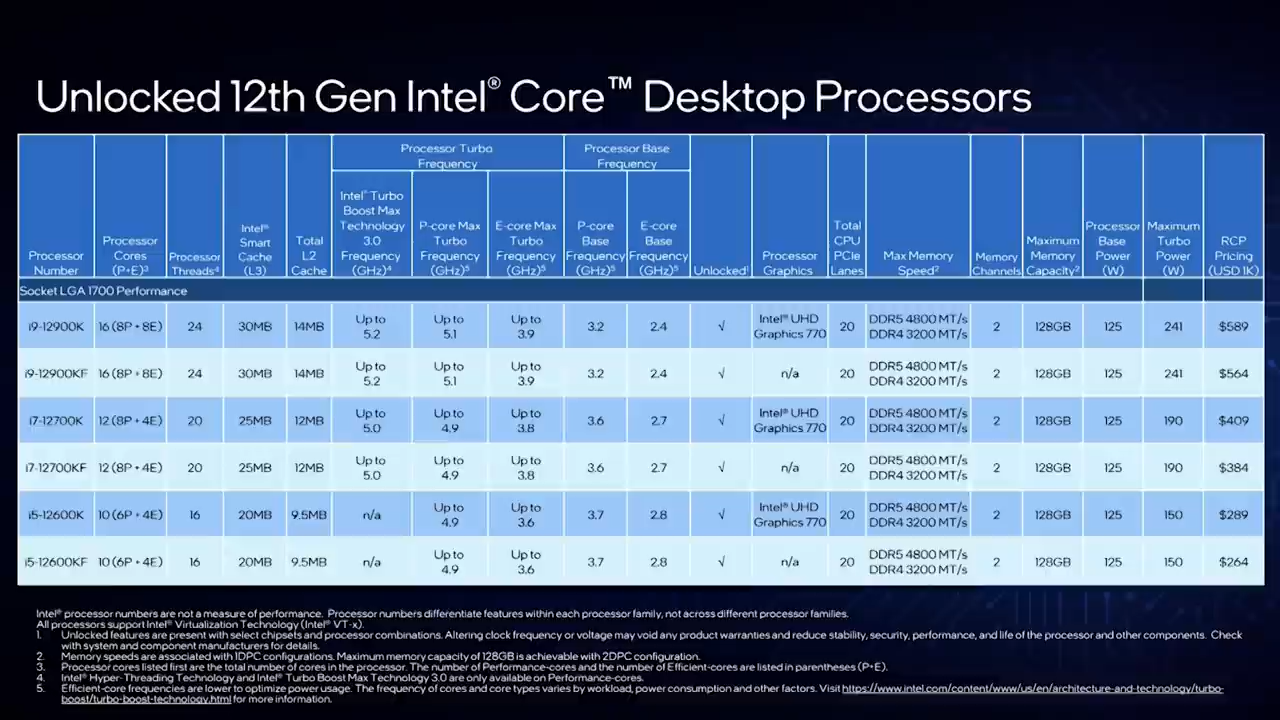 Unlocked 12th Gen Intel® Core™ Desktop Processors
Processor Turbo Frequency Processor Base Frequency
Processor Number Processor Cores (P+E)³ Processor Threads⁴ Intel® Smart Cache (L3) Total L2 Cache Intel® Turbo Boost Max Technology 3.0 Frequency (GHz)⁴ P-core Max Turbo Frequency (GHz)⁵ E-core Max Turbo Frequency (GHz)⁵ P-core Base Frequency (GHz)⁵ E-core Base Frequency (GHz)⁵ Unlocked¹ Processor Graphics Total CPU PCIe Lanes Max Memory Speed² Memory Channels Maximum Memory Capacity² Processor Base Power (W) Maximum Turbo Power (W) RCP Pricing (USD 1K)
Socket LGA 1700 Performance
i9-12900K 16 (8P + 8E) 24 30MB 14MB Up to 5.2 Up to 5.1 Up to 3.9 3.2 2.4 √ Intel® UHD Graphics 770 20 DDR5 4800 MT/s DDR4 3200 MT/s 2 128GB 125 241 $589
i9-12900KF 16 (8P + 8E) 24 30MB 14MB Up to 5.2 Up to 5.1 Up to 3.9 3.2 2.4 √ n/a 20 DDR5 4800 MT/s DDR4 3200 MT/s 2 128GB 125 241 $564
i7-12700K 12 (8P + 4E) 20 25MB 12MB Up to 5.0 Up to 4.9 Up to 3.8 3.6 2.7 √ Intel® UHD Graphics 770 20 DDR5 4800 MT/s DDR4 3200 MT/s 2 128GB 125 190 $409
i7-12700KF 12 (8P + 4E) 20 25MB 12MB Up to 5.0 Up to 4.9 Up to 3.8 3.6 2.7 √ n/a 20 DDR5 4800 MT/s DDR4 3200 MT/s 2 128GB 125 190 $384
i5-12600K 10 (6P + 4E) 16 20MB 9.5MB n/a Up to 4.9 Up to 3.6 3.7 2.8 √ Intel® UHD Graphics 770 20 DDR5 4800 MT/s DDR4 3200 MT/s 2 128GB 125 150 $289
i5-12600KF 10 (6P + 4E) 16 20MB 9.5MB n/a Up to 4.9 Up to 3.6 3.7 2.8 √ n/a 20 DDR5 4800 MT/s DDR4 3200 MT/s 2 128GB 125 150 $264
Intel® processor numbers are not a measure of performance. Processor numbers differentiate features within each processor family, not across different processor families.
All processors support Intel® Virtualization Technology (Intel® VT-x).
1. Unlocked features are present with select chipsets and processor combinations. Altering clock frequency or voltage may void any product warranties and reduce stability, security, performance, and life of the processor and other components. Check
with system and component manufacturers for details.
2. Memory speeds are associated with 1DPC configurations. Maximum memory capacity of 128GB is achievable with 2DPC configuration.
3. Processor cores listed first are the total number of cores in the processor. The number of Performance-cores and the number of Efficient-cores are listed in parentheses (P+E).
4. Intel® Hyper-Threading Technology and Intel® Turbo Boost Max Technology 3.0 are only available on Performance-cores.
5. Efficient-core frequencies are lower to optimize power usage. The frequency of cores and core types varies by workload, power consumption and other factors. Visit https://www.intel.com/content/www/us/en/architecture-and-technology/turbo-
boost/turbo-boost-technology.html for more information.